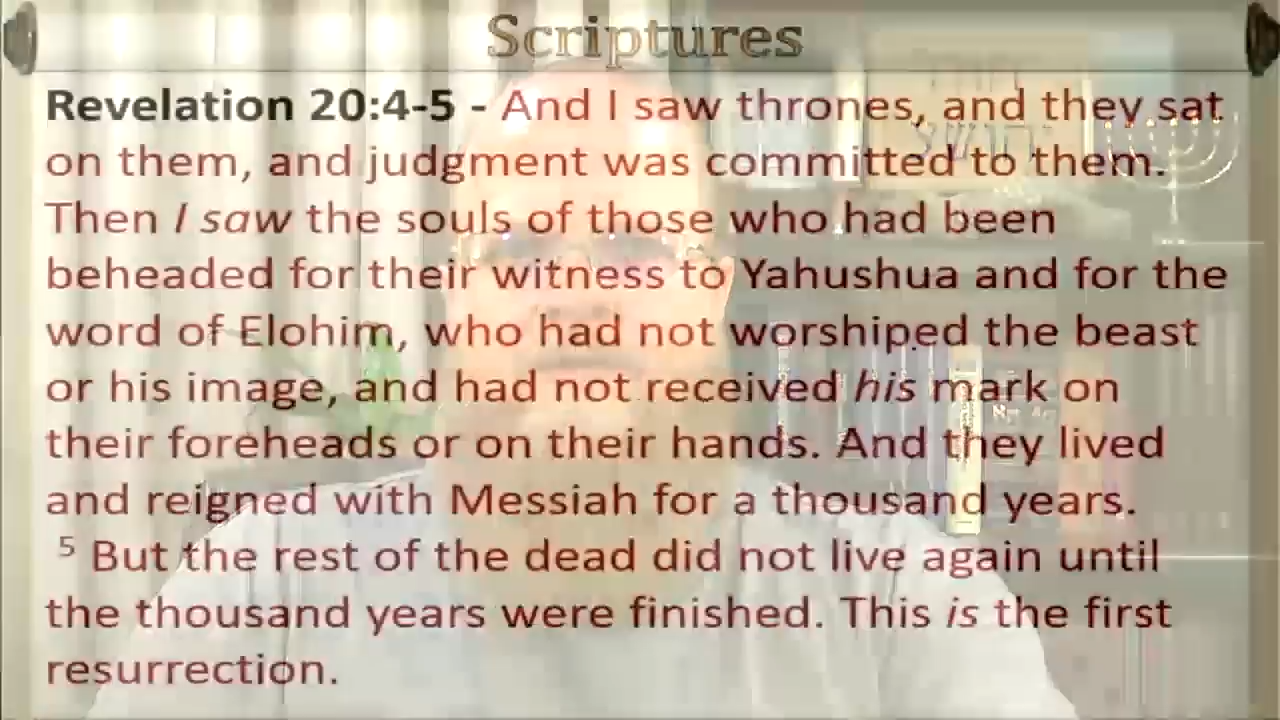 Scriptures
Revelation 20:4-5 - And I saw thrones, and they sat
on them, and judgment was committed to them.
Then I saw the souls of those who had been
beheaded for their witness to Yahushua and for the
word of Elohim, who had not worshiped the beast
or his image, and had not received his mark on
their foreheads or on their hands. And they lived
and reigned with Messiah for a thousand years.
5 But the rest of the dead did not live again until
the thousand years were finished. This is the first
resurrection.